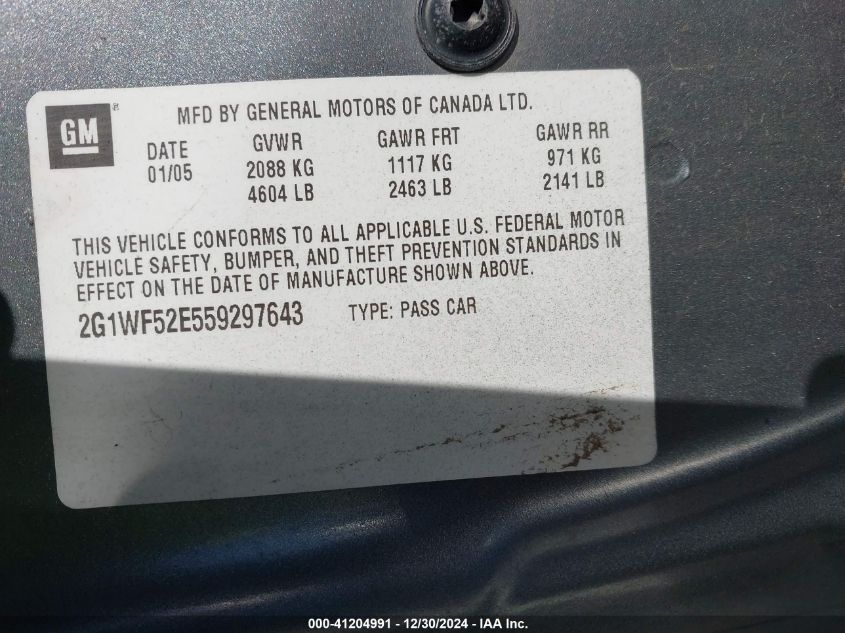 GM® MFD BY GENERAL MOTORS OF CANADA LTD.
DATE GVWR GAWR FRT GAWR RR
01/05 2088 KG 1117 KG 971 KG
4604 LB 2463 LB 2141 LB
THIS VEHICLE CONFORMS TO ALL APPLICABLE U.S. FEDERAL MOTOR
VEHICLE SAFETY, BUMPER, AND THEFT PREVENTION STANDARDS IN
EFFECT ON THE DATE OF MANUFACTURE SHOWN ABOVE.
2G1WF52E559297643 TYPE: PASS CAR
000-41204991 - 12/30/2024 - IAA Inc.